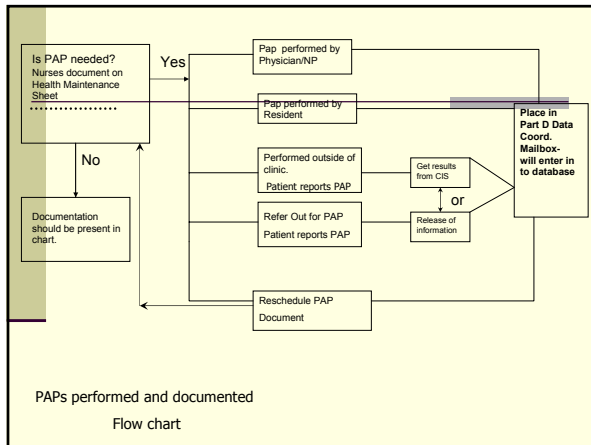 Is PAP needed?
Nurses document on
Health Maintenance
Sheet
..................
Yes
No
Documentation
should be present in
chart.
Pap performed by
Physician/NP
Pap performed by
Resident
Performed outside of
clinic.
Patient reports PAP
Refer Out for PAP
Patient reports PAP
Reschedule PAP
Document
Get results
from CIS
or
Release of
information
Place in
Part D Data
Coord.
Mailbox-
will enter in
to database
PAPs performed and documented
Flow chart